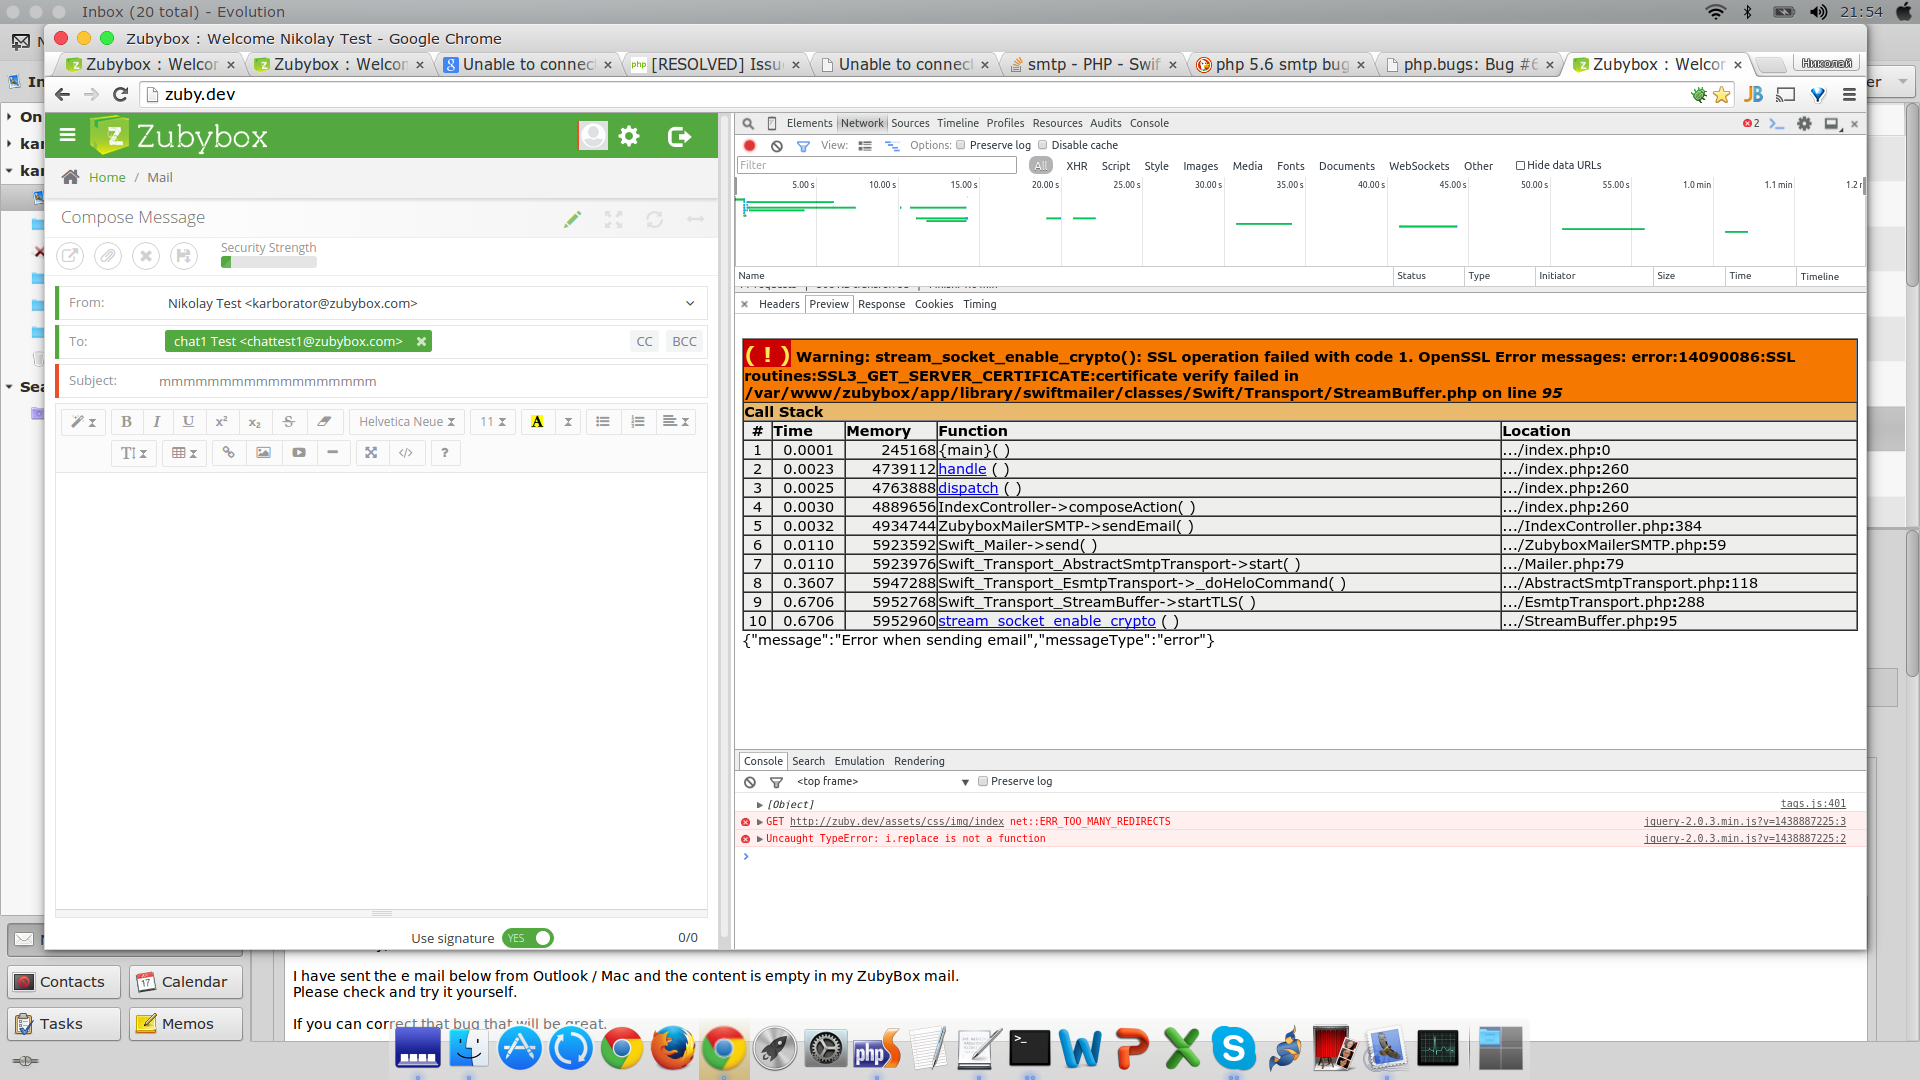 Inbox (20 total) - Evolution
21:54
Zubybox : Welcome Nikolay Test - Google Chrome
Zubybox : Welcor
Zubybox : Welcon
Unable to connect
[RESOLVED] Issu
Unable to connect
smtp - PHP - Swif
php 5.6 smtp bug
php.bugs: Bug #6
Zubybox : Welcor
Николай
zuby.dev
In
On
kar
kar
Sea
Zubybox
Home / Mail
Compose Message
Security Strength
From: Nikolay Test <karborator@zubybox.com>
To: chat1 Test <chattest1@zubybox.com> CC BCC
Subject: mmmmmmmmmmmmmmmmmm
B I U x² x₂ S Helvetica Neue 11 A
T
Use signature YES 0/0
Elements Network Sources Timeline Profiles Resources Audits Console 2
View: Options: Preserve log Disable cache
Filter All XHR Script Style Images Media Fonts Documents WebSockets Other Hide data URLs
5.00 s 10.00 s 15.00 s 20.00 s 25.00 s 30.00 s 35.00 s 40.00 s 45.00 s 50.00 s 55.00 s 1.0 min 1.1 min
Name Status Type Initiator Size Time Timeline
Headers Preview Response Cookies Timing
( ! ) Warning: stream_socket_enable_crypto(): SSL operation failed with code 1. OpenSSL Error messages: error:14090086:SSL
routines:SSL3_GET_SERVER_CERTIFICATE:certificate verify failed in
/var/www/zubybox/app/library/swiftmailer/classes/Swift/Transport/StreamBuffer.php on line 95
Call Stack
# Time Memory Function Location
1 0.0001 245168 {main}( ) .../index.php:0
2 0.0023 4739112 handle ( ) .../index.php:260
3 0.0025 4763888 dispatch ( ) .../index.php:260
4 0.0030 4889656 IndexController->composeAction( ) .../index.php:260
5 0.0032 4934744 ZubyboxMailerSMTP->sendEmail( ) .../IndexController.php:384
6 0.0110 5923592 Swift_Mailer->send( ) .../ZubyboxMailerSMTP.php:59
7 0.0110 5923976 Swift_Transport_AbstractSmtpTransport->start( ) .../Mailer.php:79
8 0.3607 5947288 Swift_Transport_EsmtpTransport->_doHeloCommand( ) .../AbstractSmtpTransport.php:118
9 0.6706 5952768 Swift_Transport_StreamBuffer->startTLS( ) .../EsmtpTransport.php:288
10 0.6706 5952960 stream_socket_enable_crypto ( ) .../StreamBuffer.php:95
{"message":"Error when sending email","messageType":"error"}
Console Search Emulation Rendering
<top frame> Preserve log
[Object] tags.js:401
GET http://zuby.dev/assets/css/img/index net::ERR_TOO_MANY_REDIRECTS jquery-2.0.3.min.js?v=1438887225:3
Uncaught TypeError: i.replace is not a function jquery-2.0.3.min.js?v=1438887225:2
Contacts Calendar
Tasks Memos
I have sent the e mail below from Outlook / Mac and the content is empty in my ZubyBox mail.
Please check and try it yourself.
If you can correct that bug that will be great.